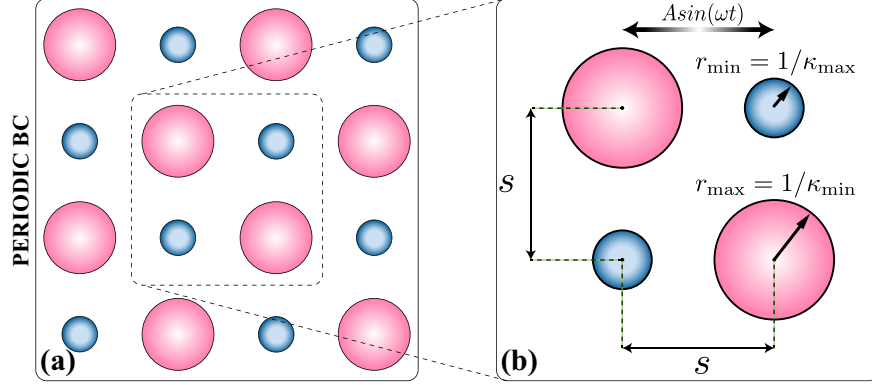 PERIODIC BC
(a)
Asin(ωt)
r_min = 1/κ_max
s
r_max = 1/κ_min
(b)
s